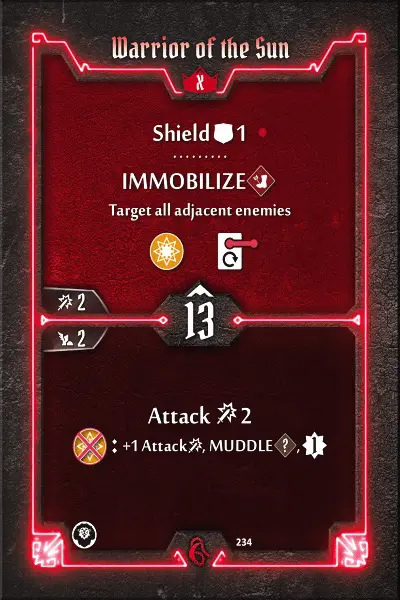 Warrior of the Sun
X
Shield 1
IMMOBILIZE
Target all adjacent enemies
2
13
2
Attack 2
: +1 Attack, MUDDLE ?, 1
234